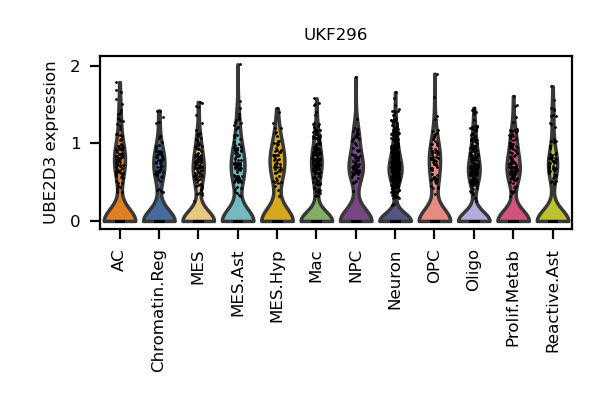 UKF296
UBE2D3 expression
2
1
0
AC
Chromatin.Reg
MES
MES.Ast
MES.Hyp
Mac
NPC
Neuron
OPC
Oligo
Prolif.Metab
Reactive.Ast